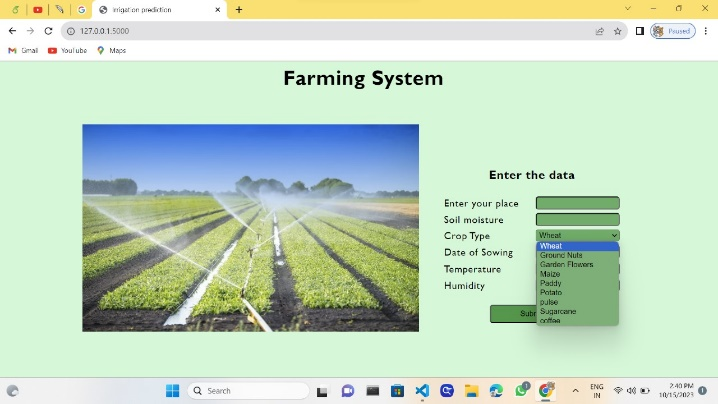 Irrigation prediction
127.0.0.1:5000
Paused
Gmail
YouTube
Maps
Farming System
Enter the data
Enter your place
Soil moisture
Crop Type
Wheat
Wheat
Ground Nuts
Garden Flowers
Maize
Paddy
Potato
pulse
Sugarcane
coffee
Date of Sowing
Temperature
Humidity
Search
ENG
IN
2:40 PM
10/15/2023